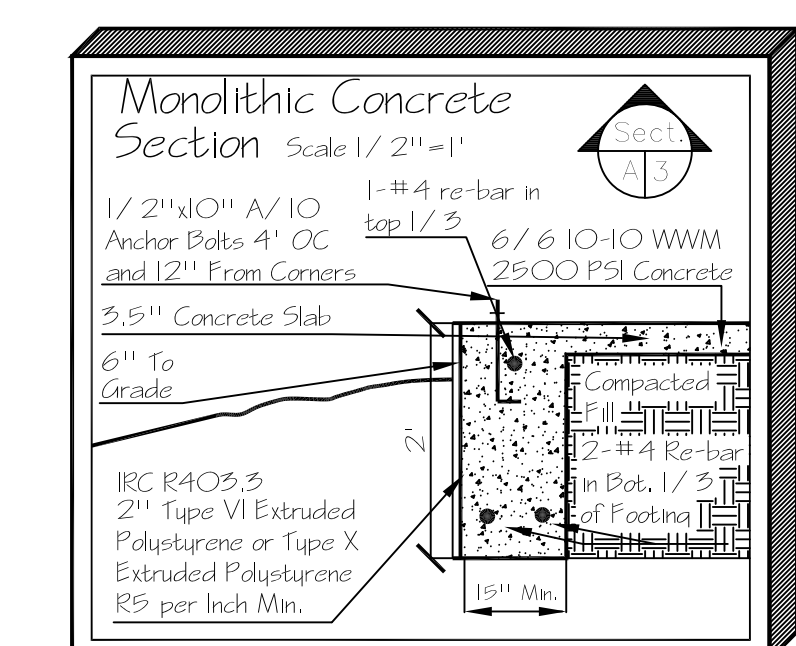 Monolithic Concrete
Section Scale 1/2"=1'
Sect.
A 3
1/2"x10" A/10
Anchor Bolts 4' OC
and 12" From Corners
1-#4 re-bar in
top 1/3
6/6 10-10 WWM
2500 PSI Concrete
3.5" Concrete Slab
6" To
Grade
Compacted
Fill
2-#4 Re-bar
in Bot. 1/3
of Footing
2'
IRC R403.3
2" Type VI Extruded
Polysturene or Type X
Extruded Polysturene
R5 per Inch Min.
15" Min.